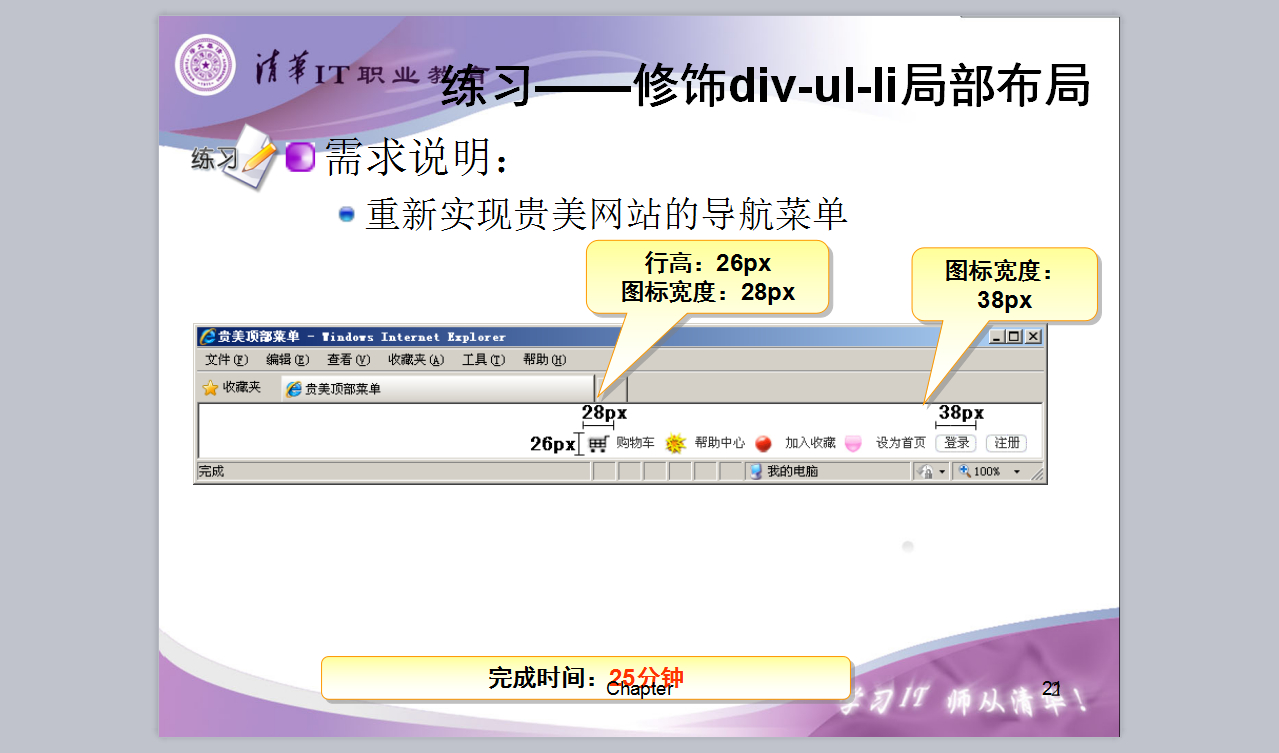 清华IT职业教育
练习——修饰div-ul-li局部布局
练习
需求说明：
重新实现贵美网站的导航菜单
行高：26px
图标宽度：28px
图标宽度：
38px
贵美顶部菜单 - Windows Internet Explorer
文件(F) 编辑(E) 查看(V) 收藏夹(A) 工具(T) 帮助(H)
收藏夹 贵美顶部菜单
28px 38px
26px 购物车 帮助中心 加入收藏 设为首页 登录 注册
完成 我的电脑 100%
完成时间：25分钟
Chapter
学习IT 师从清华！